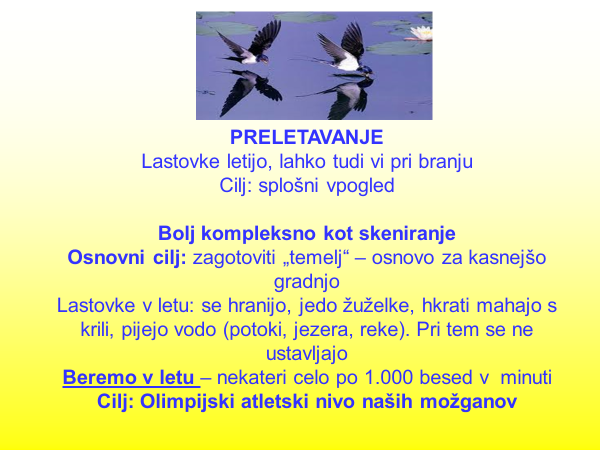 PRELETAVANJE
Lastovke letijo, lahko tudi vi pri branju
Cilj: splošni vpogled
Bolj kompleksno kot skeniranje
Osnovni cilj: zagotoviti „temelj“ – osnovo za kasnejšo
gradnjo
Lastovke v letu: se hranijo, jedo žuželke, hkrati mahajo s
krili, pijejo vodo (potoki, jezera, reke). Pri tem se ne
ustavljajo
Beremo v letu – nekateri celo po 1.000 besed v  minuti
Cilj: Olimpijski atletski nivo naših možganov